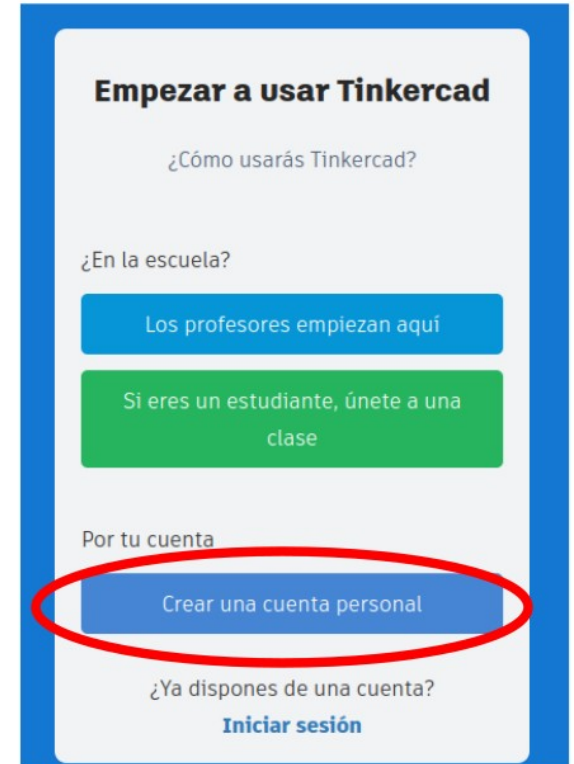 Empezar a usar Tinkercad
¿Cómo usarás Tinkercad?
¿En la escuela?
Los profesores empiezan aquí
Si eres un estudiante, únete a una
clase
Por tu cuenta
Crear una cuenta personal
¿Ya dispones de una cuenta?
Iniciar sesión